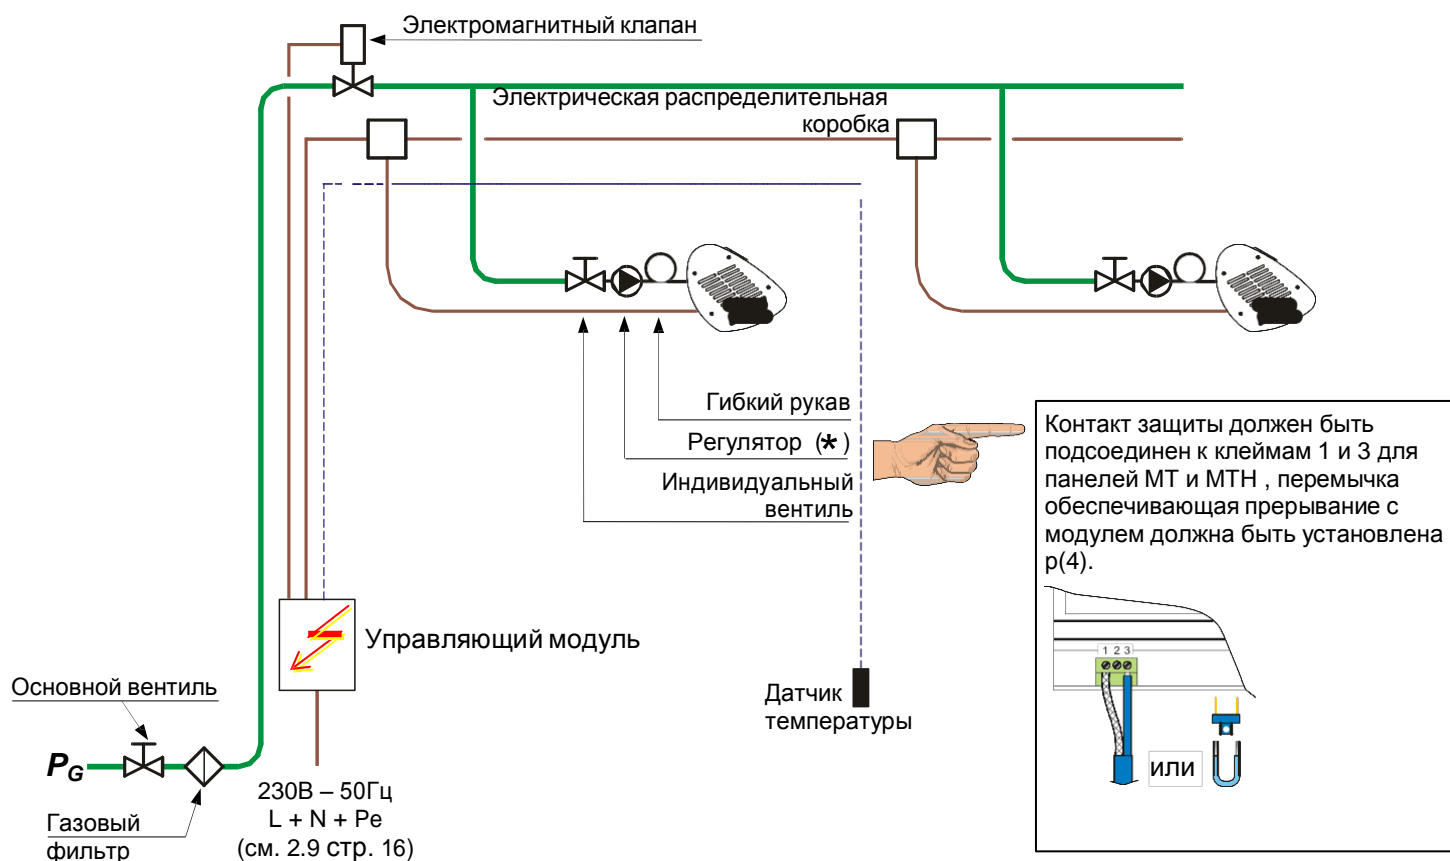 Электромагнитный клапан
Электрическая распределительная
коробка
Гибкий рукав
Регулятор (*)
Индивидуальный
вентиль
Контакт защиты должен быть
подсоединен к клеймам 1 и 3 для
панелей МТ и МТН , перемычка
обеспечивающая прерывание с
модулем должна быть установлена
р(4).
1 2 3
или
Управляющий модуль
Датчик
температуры
Основной вентиль
PG
Газовый
фильтр
230В – 50Гц
L + N + Pe
(см. 2.9 стр. 16)